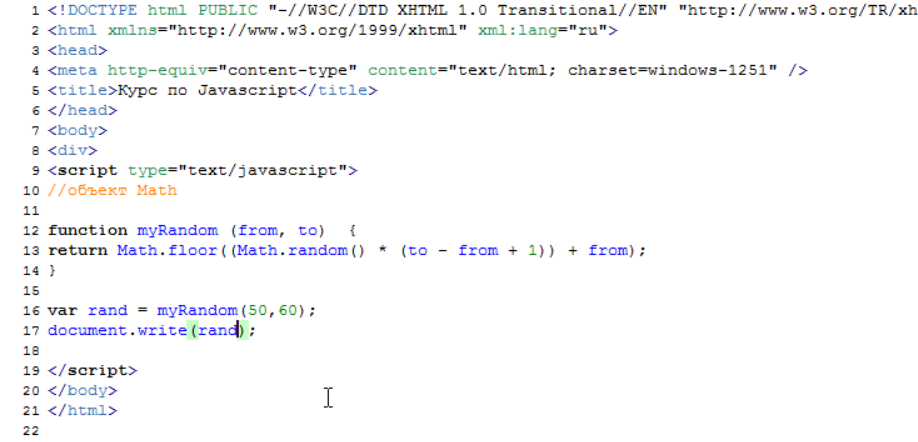 1 <!DOCTYPE html PUBLIC "-//W3C//DTD XHTML 1.0 Transitional//EN" "http://www.w3.org/TR/xh
2 <html xmlns="http://www.w3.org/1999/xhtml" xml:lang="ru">
3 <head>
4 <meta http-equiv="content-type" content="text/html; charset=windows-1251" />
5 <title>Курс по Javascript</title>
6 </head>
7 <body>
8 <div>
9 <script type="text/javascript">
10 //объект Math
11
12 function myRandom (from, to)  {
13 return Math.floor((Math.random() * (to - from + 1)) + from);
14 }
15
16 var rand = myRandom(50,60);
17 document.write(rand);
18
19 </script>
20 </body>
21 </html>
22